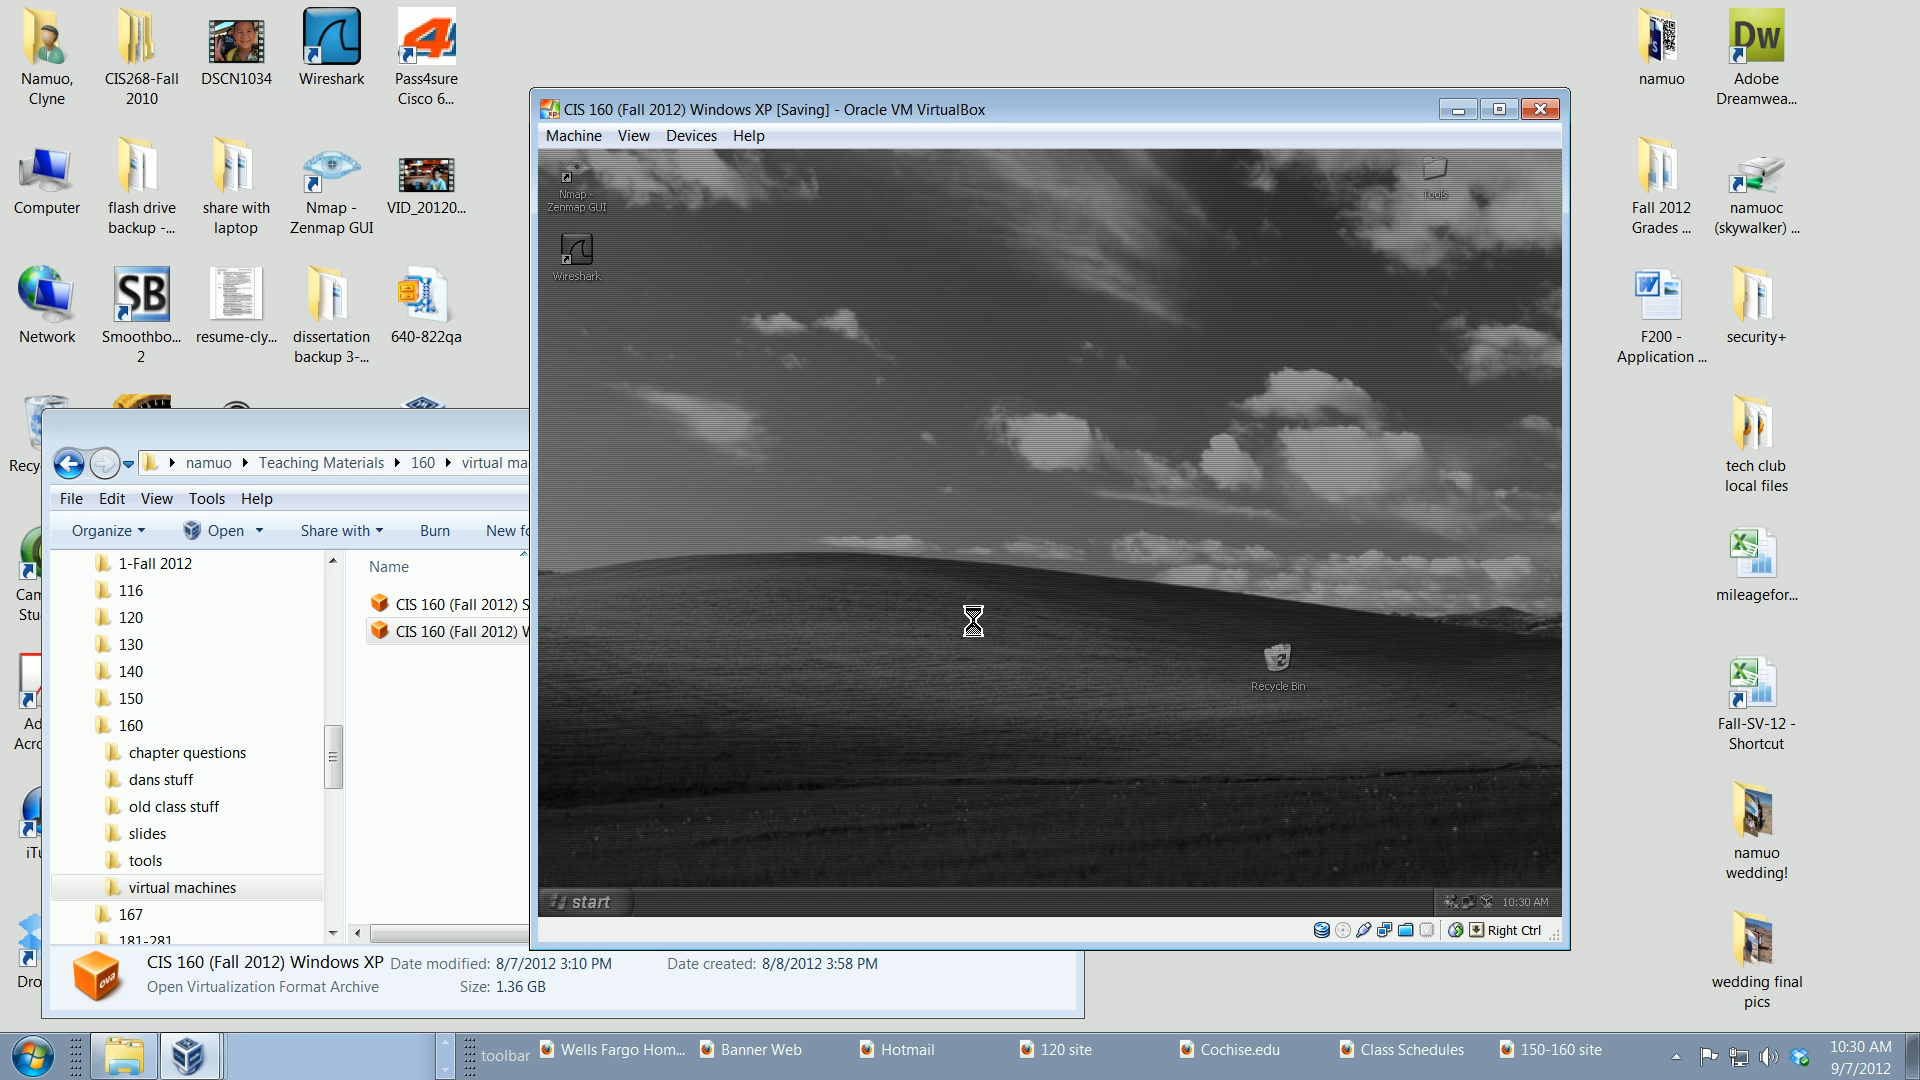 Namuo,
Clyne
CIS268-Fall
2010
DSCN1034
Wireshark
Pass4sure
Cisco 6...
Computer
flash drive
backup -...
share with
laptop
Nmap -
Zenmap GUI
VID_20120...
Network
SB
Smoothbo...
2
resume-cly...
dissertation
backup 3-...
640-822qa
namuo
Dw
Adobe
Dreamwea...
Fall 2012
Grades ...
namuoc
(skywalker) ...
F200 -
Application ...
security+
tech club
local files
mileagefor...
Fall-SV-12 -
Shortcut
namuo
wedding!
wedding final
pics
CIS 160 (Fall 2012) Windows XP [Saving] - Oracle VM VirtualBox
Machine View Devices Help
Nmap -
Zenmap GUI
Tools
Wireshark
Recycle Bin
start
10:30 AM
Right Ctrl
namuo Teaching Materials 160 virtual ma
File Edit View Tools Help
Organize Open Share with Burn New fo
1-Fall 2012
116
120
130
140
150
160
chapter questions
dans stuff
old class stuff
slides
tools
virtual machines
167
181-281
Name
CIS 160 (Fall 2012) S
CIS 160 (Fall 2012) W
ova
CIS 160 (Fall 2012) Windows XP Date modified: 8/7/2012 3:10 PM Date created: 8/8/2012 3:58 PM
Open Virtualization Format Archive Size: 1.36 GB
Recy
Cam
Stu
Ad
Acro
iTu
Dro
toolbar
Wells Fargo Hom...
Banner Web
Hotmail
120 site
Cochise.edu
Class Schedules
150-160 site
10:30 AM
9/7/2012